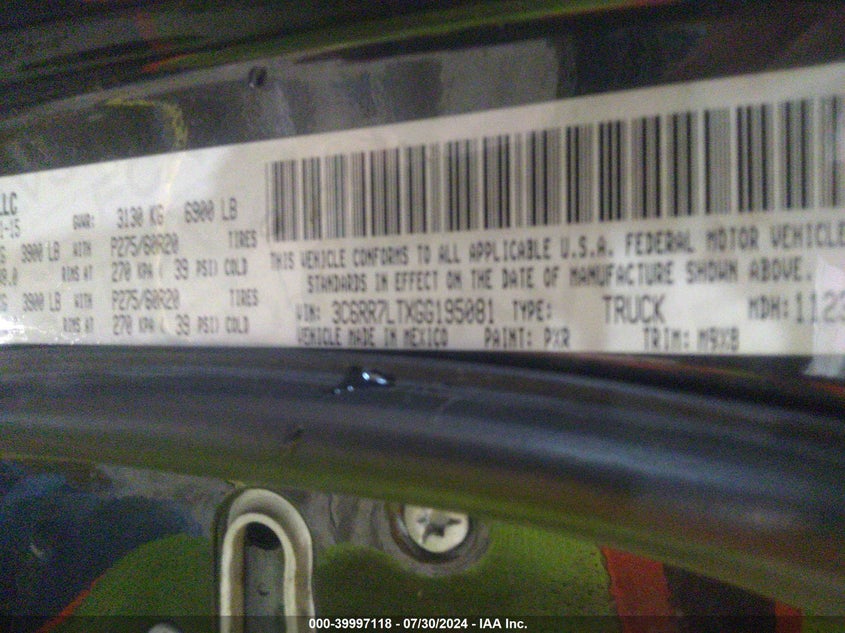 LLC
-15
GVWR: 3130 KG 6900 LB
3900 LB WITH P275/60R20 TIRES
RIMS AT 270 KPA ( 39 PSI) COLD
3900 LB WITH P275/60R20 TIRES
RIMS AT 270 KPA ( 39 PSI) COLD
THIS VEHICLE CONFORMS TO ALL APPLICABLE U.S.A. FEDERAL MOTOR VEHICLE
STANDARDS IN EFFECT ON THE DATE OF MANUFACTURE SHOWN ABOVE.
VIN: 3C6RR7LTXGG195081 TYPE: TRUCK MDH: 1123
VEHICLE MADE IN MEXICO PAINT: PXR TRIM: M9X8
000-39997118 - 07/30/2024 - IAA Inc.